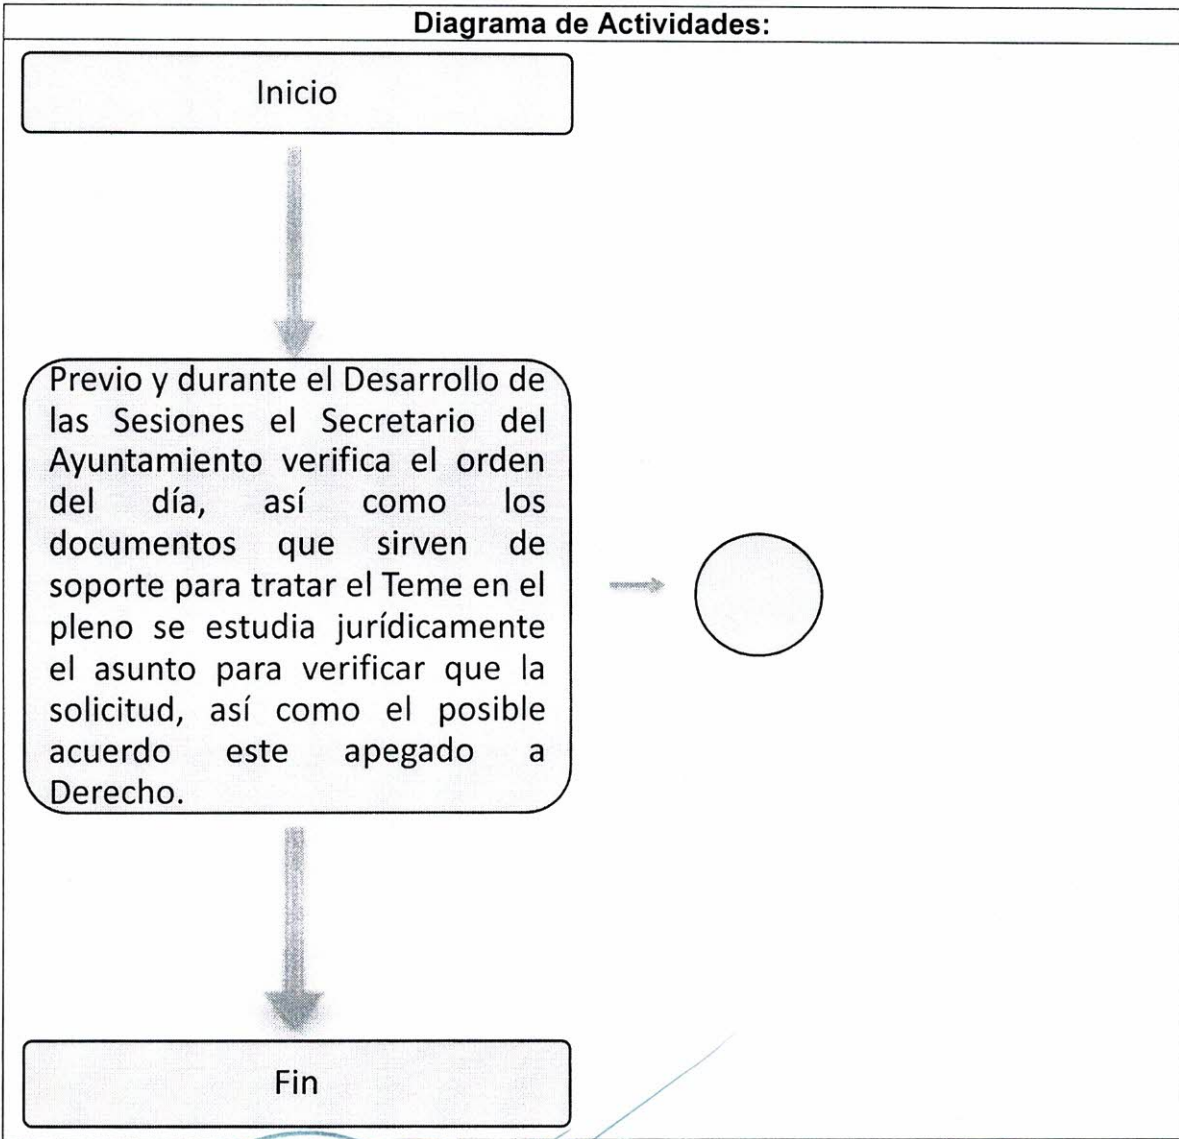 Diagrama de Actividades:
Inicio
Previo y durante el Desarrollo de
las Sesiones el Secretario del
Ayuntamiento verifica el orden
del día, así como los
documentos que sirven de
soporte para tratar el Teme en el
pleno se estudia jurídicamente
el asunto para verificar que la
solicitud, así como el posible
acuerdo este apegado a
Derecho.
Fin